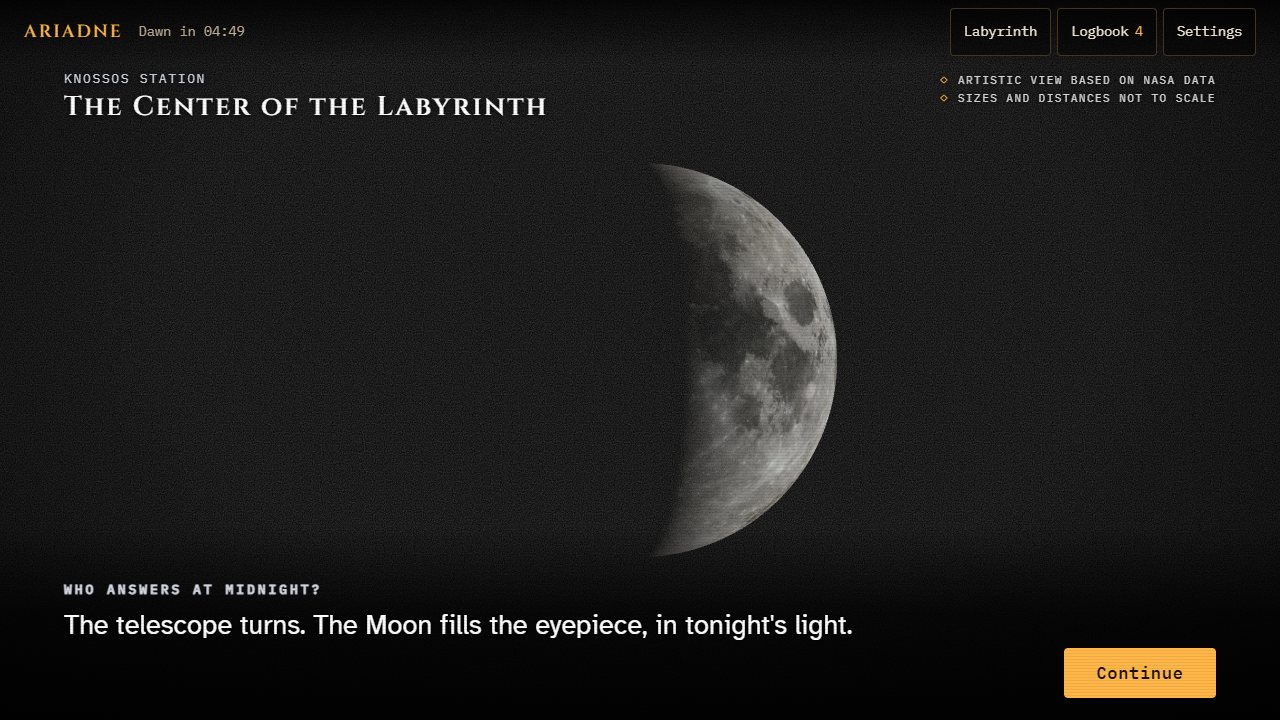 ARIADNE Dawn in 04:49 Labyrinth Logbook 4 Settings
KNOSSOS STATION
The Center of the Labyrinth
ARTISTIC VIEW BASED ON NASA DATA
SIZES AND DISTANCES NOT TO SCALE
WHO ANSWERS AT MIDNIGHT?
The telescope turns. The Moon fills the eyepiece, in tonight's light.
Continue